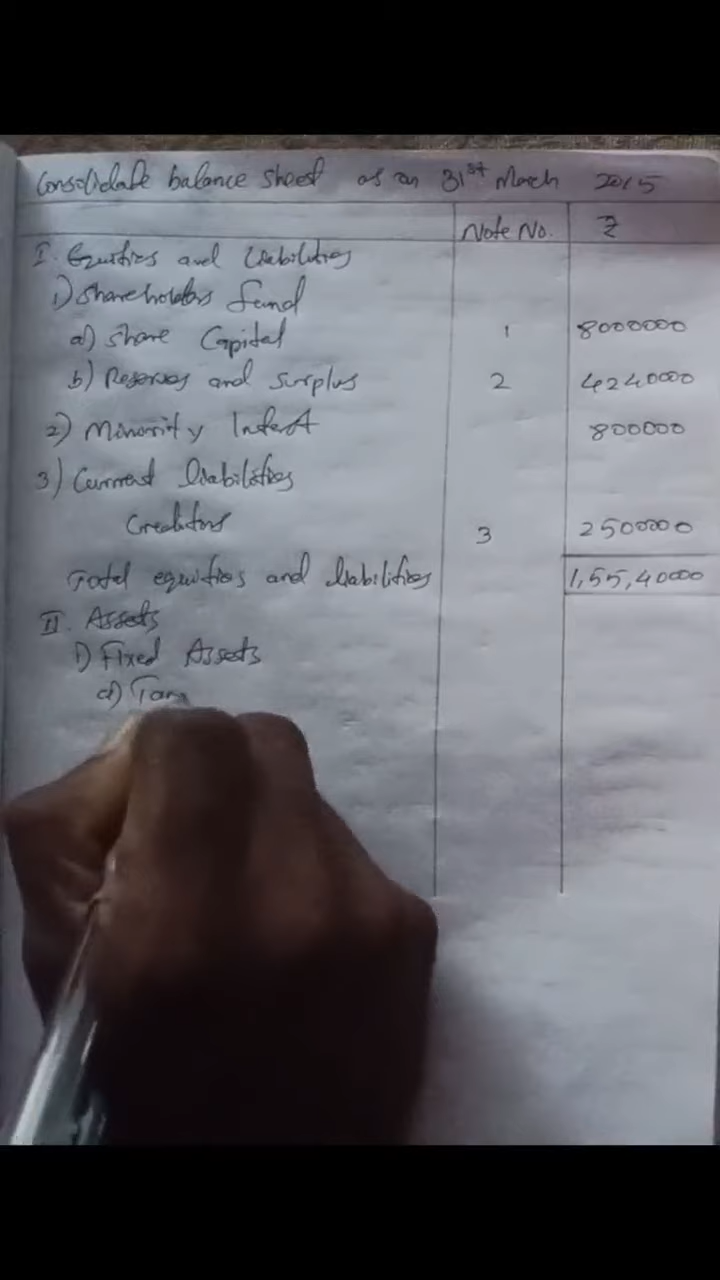 Consolidate balance sheet as on 31st March 2015
Note No. ₹
I. Equities and Liabilities
1) Shareholders fund
a) Share Capital 1 8000000
b) Reserves and Surplus 2 4240000
2) Minority Interest 800000
3) Current liabilities
Creditors 3 2500000
Total equities and liabilities 1,55,40000
II. Assets
1) Fixed Assets
a) Tan